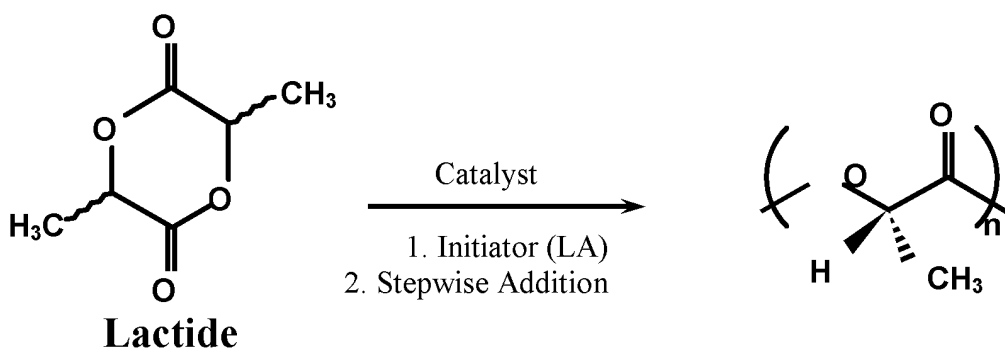 O
CH₃
O
O
H₃C
O
Lactide
Catalyst
1. Initiator (LA)
2. Stepwise Addition
O
O
n
H
CH₃